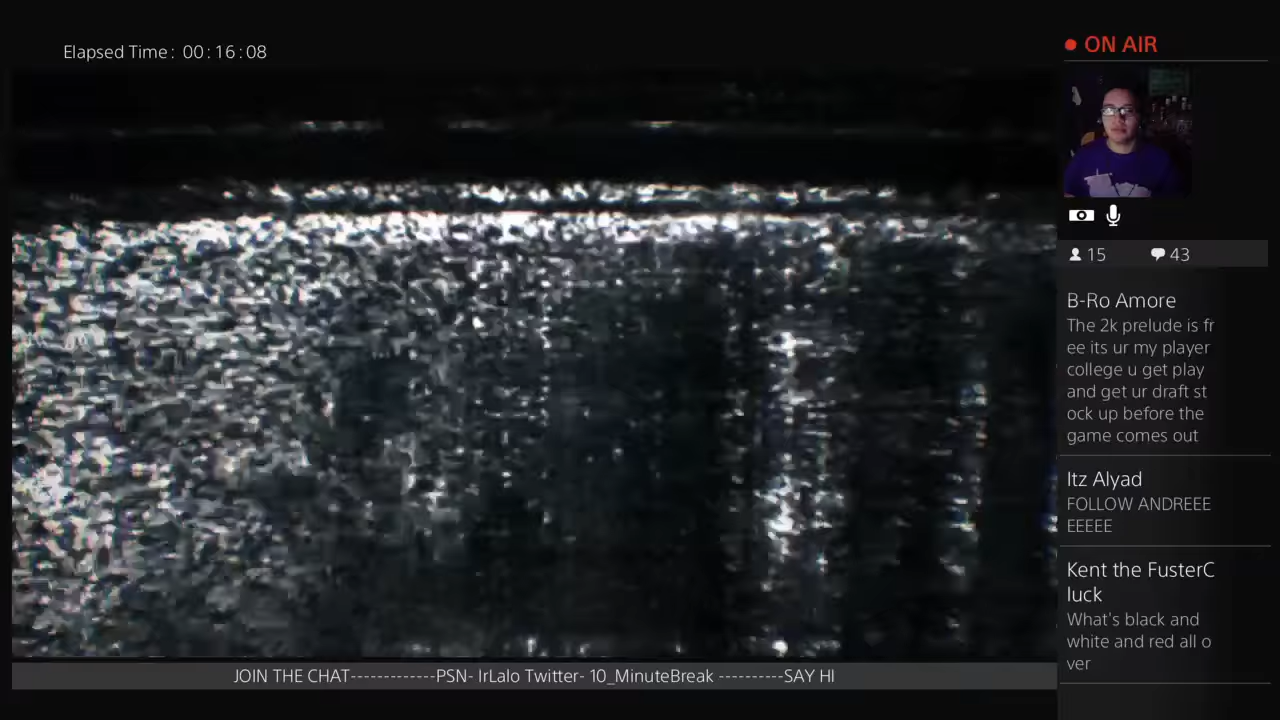 Elapsed Time: 00:16:08
ON AIR
15 43
B-Ro Amore
The 2k prelude is fr
ee its ur my player
college u get play
and get ur draft st
ock up before the
game comes out
Itz Alyad
FOLLOW ANDREEE
EEEEE
Kent the FusterC
luck
What's black and
white and red all o
ver
JOIN THE CHAT-------------PSN- IrLalo Twitter- 10_MinuteBreak ----------SAY HI